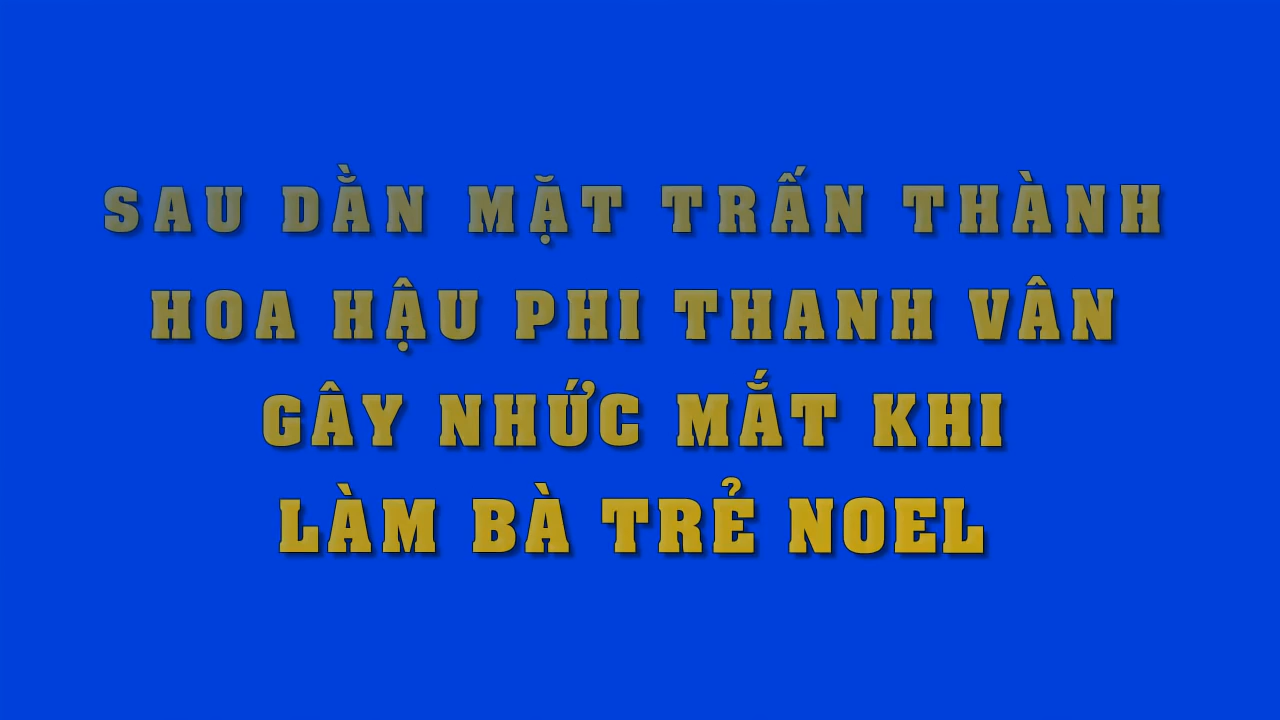 SAU DẰN MẶT TRẤN THÀNH
HOA HẬU PHI THANH VÂN
GÂY NHỨC MẮT KHI
LÀM BÀ TRẺ NOEL